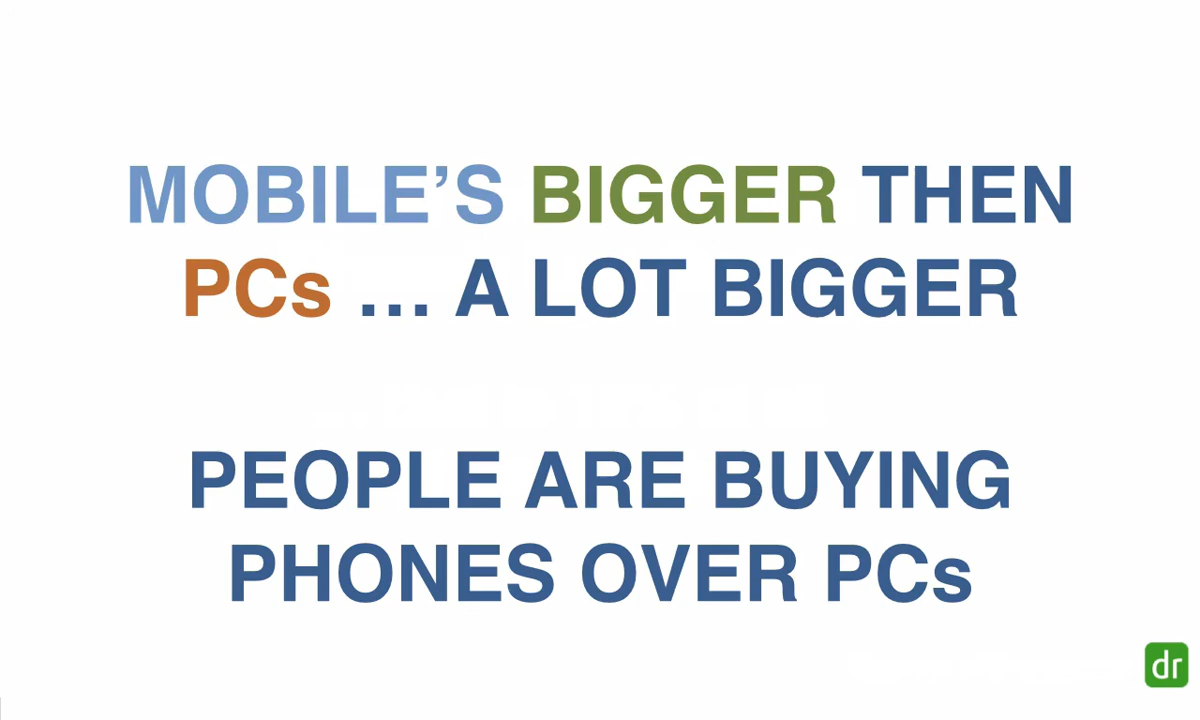 MOBILE’S BIGGER THEN
PCs ... A LOT BIGGER
PEOPLE ARE BUYING
PHONES OVER PCs
dr